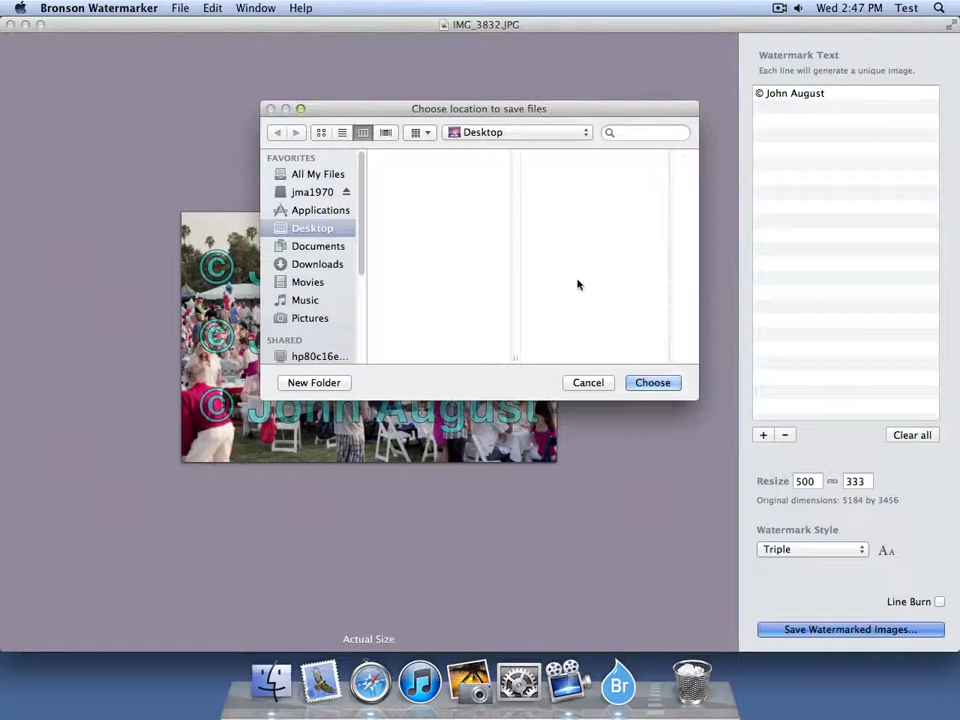 Bronson Watermarker File Edit Window Help Wed 2:47 PM Test
IMG_3832.JPG
Choose location to save files
Desktop
FAVORITES
All My Files
jma1970
Applications
Desktop
Documents
Downloads
Movies
Music
Pictures
SHARED
hp80c16e...
New Folder Cancel Choose
© J
© J
© John August
Actual Size
Watermark Text
Each line will generate a unique image.
© John August
+ - Clear all
Resize 500 333
Original dimensions: 5184 by 3456
Watermark Style
Triple AA
Line Burn
Save Watermarked Images...
Br